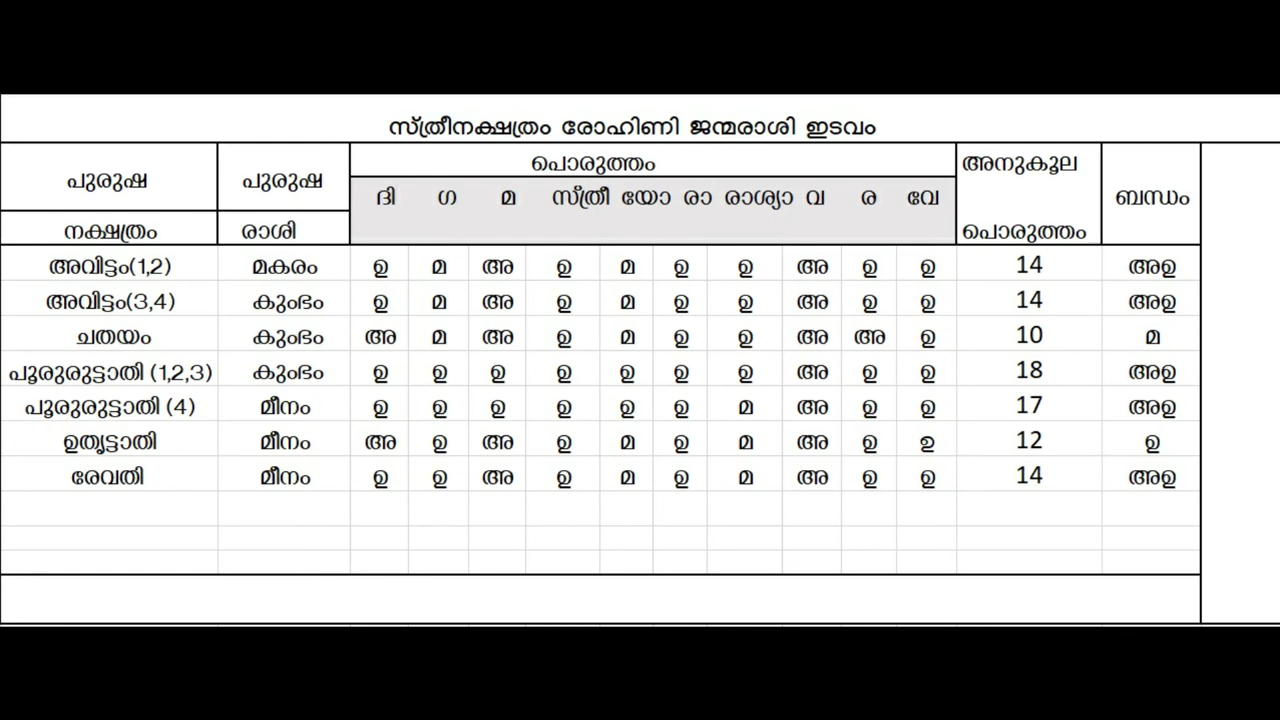 സ്ത്രീനക്ഷത്രം രോഹിണി ജന്മരാശി ഇടവം
പുരുഷ പുരുഷ പൊരുത്തം അനുകൂല ബന്ധം
ദി ഗ മ സ്ത്രീ യോ രാ രാശ്യാ വ ര വേ
നക്ഷത്രം രാശി പൊരുത്തം
അവിട്ടം(1,2) മകരം ഉ മ അ ഉ മ ഉ ഉ അ ഉ ഉ 14 അഉ
അവിട്ടം(3,4) കുംഭം ഉ മ അ ഉ മ ഉ ഉ അ ഉ ഉ 14 അഉ
ചതയം കുംഭം അ മ അ ഉ മ ഉ ഉ അ അ ഉ 10 മ
പൂരുരുട്ടാതി (1,2,3) കുംഭം ഉ ഉ ഉ ഉ ഉ ഉ ഉ അ ഉ ഉ 18 അഉ
പൂരുരുട്ടാതി (4) മീനം ഉ ഉ ഉ ഉ ഉ ഉ മ അ ഉ ഉ 17 അഉ
ഉതൃട്ടാതി മീനം അ ഉ അ ഉ മ ഉ മ അ ഉ ഉ 12 ഉ
രേവതി മീനം ഉ ഉ അ ഉ മ ഉ മ അ ഉ ഉ 14 അഉ